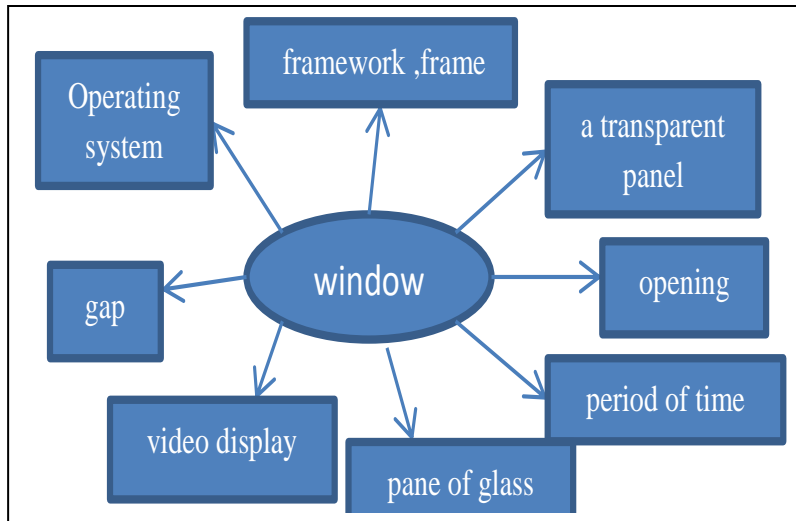 framework ,frame
Operating
system
a transparent
panel
window
opening
gap
period of time
video display
pane of glass